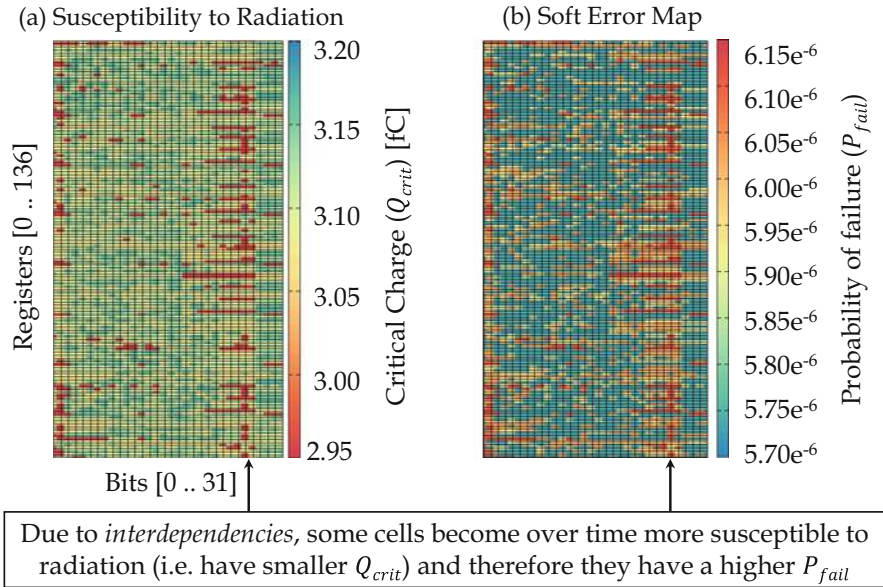 (a) Susceptibility to Radiation
(b) Soft Error Map
Registers [0 .. 136]
Bits [0 .. 31]
3.20
3.15
3.10
3.05
3.00
2.95
Critical Charge (Q_crit) [fC]
6.15e⁻⁶
6.10e⁻⁶
6.05e⁻⁶
6.00e⁻⁶
5.95e⁻⁶
5.90e⁻⁶
5.85e⁻⁶
5.80e⁻⁶
5.75e⁻⁶
5.70e⁻⁶
Probability of failure (P_fail)
Due to interdependencies, some cells become over time more susceptible to
radiation (i.e. have smaller Q_crit) and therefore they have a higher P_fail